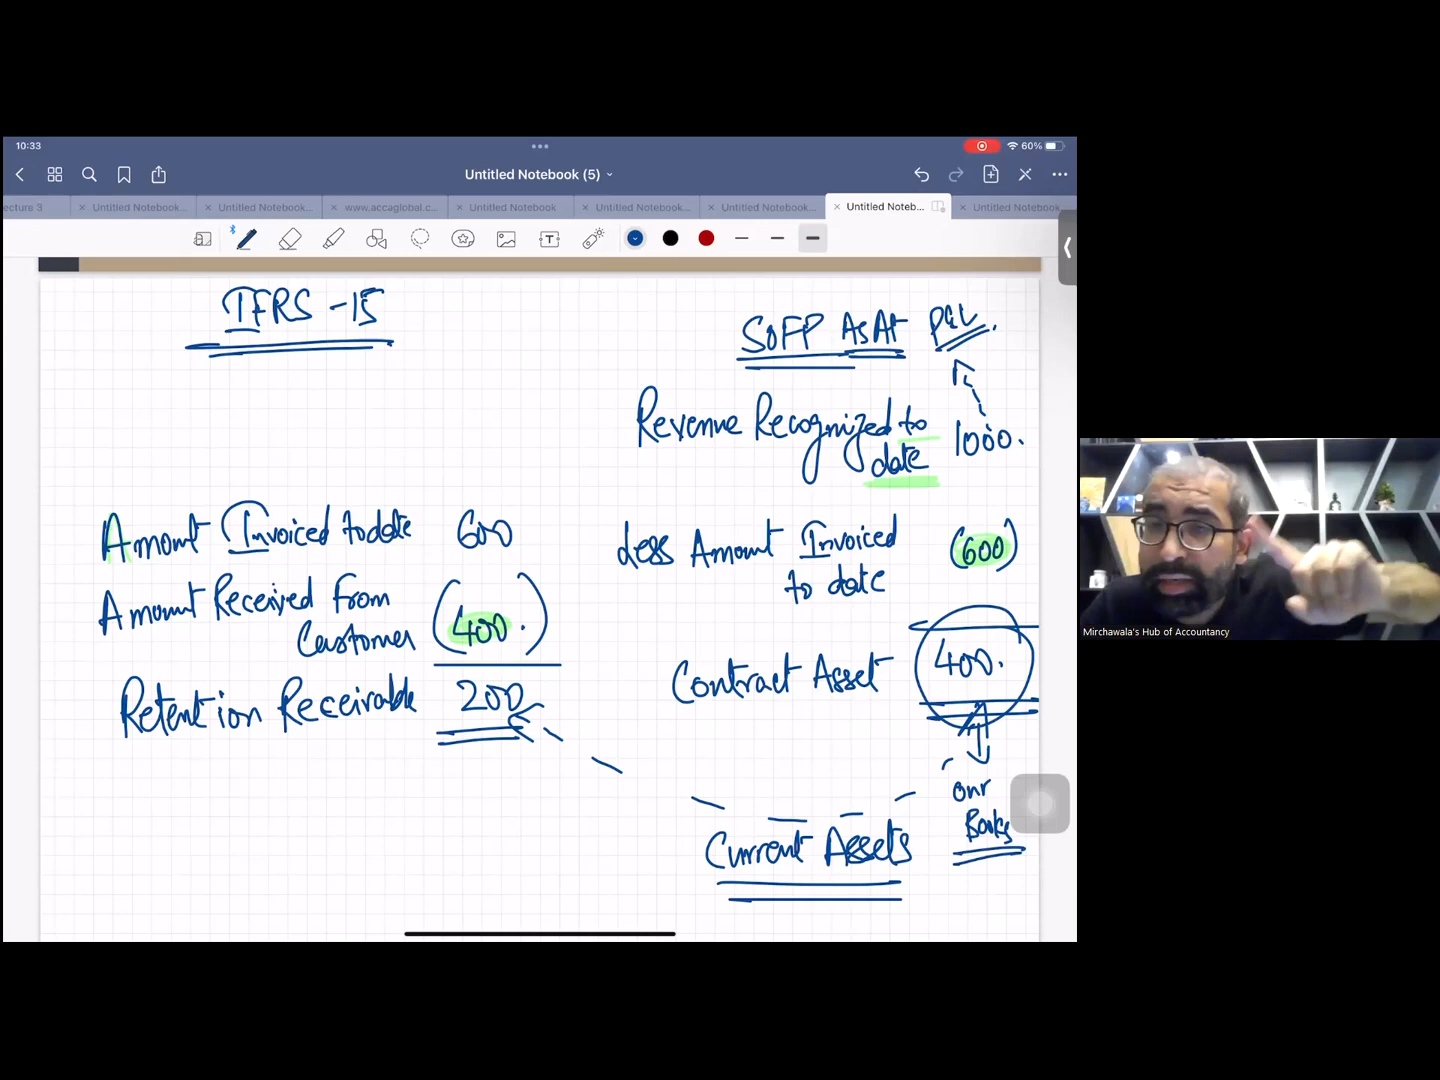 10:33
60%
Untitled Notebook (5)
ecture 3
Untitled Notebook...
Untitled Notebook...
www.accaglobal.c...
Untitled Notebook
Untitled Notebook...
Untitled Notebook...
Untitled Noteb...
Untitled Notebook
IFRS -15
SOFP As At P&L
Revenue Recognized to date 1000.
Amount Invoiced to date 600
Amount Received From Customer (400.)
Retention Receivable 200
Less Amount Invoiced to date (600)
Contract Asset 400.
our
Books
Current Assets
Mirchawala's Hub of Accountancy